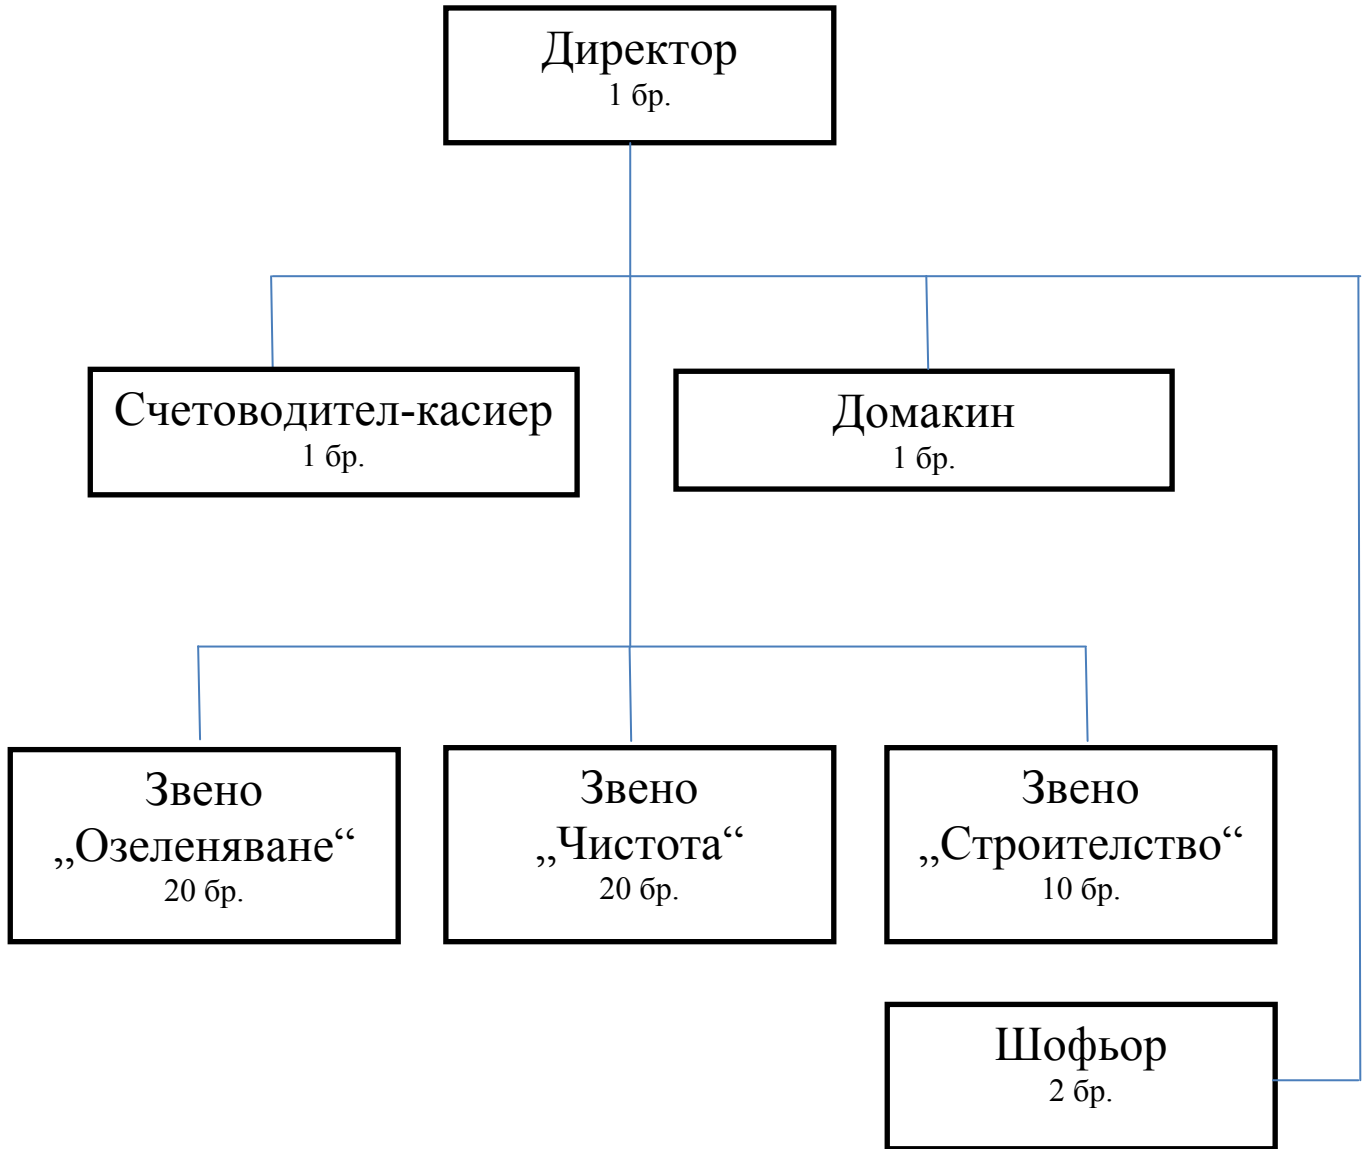 Директор
1 бр.
Счетоводител-касиер
1 бр.
Домакин
1 бр.
Звено
„Озеленяване“
20 бр.
Звено
„Чистота“
20 бр.
Звено
„Строителство“
10 бр.
Шофьор
2 бр.